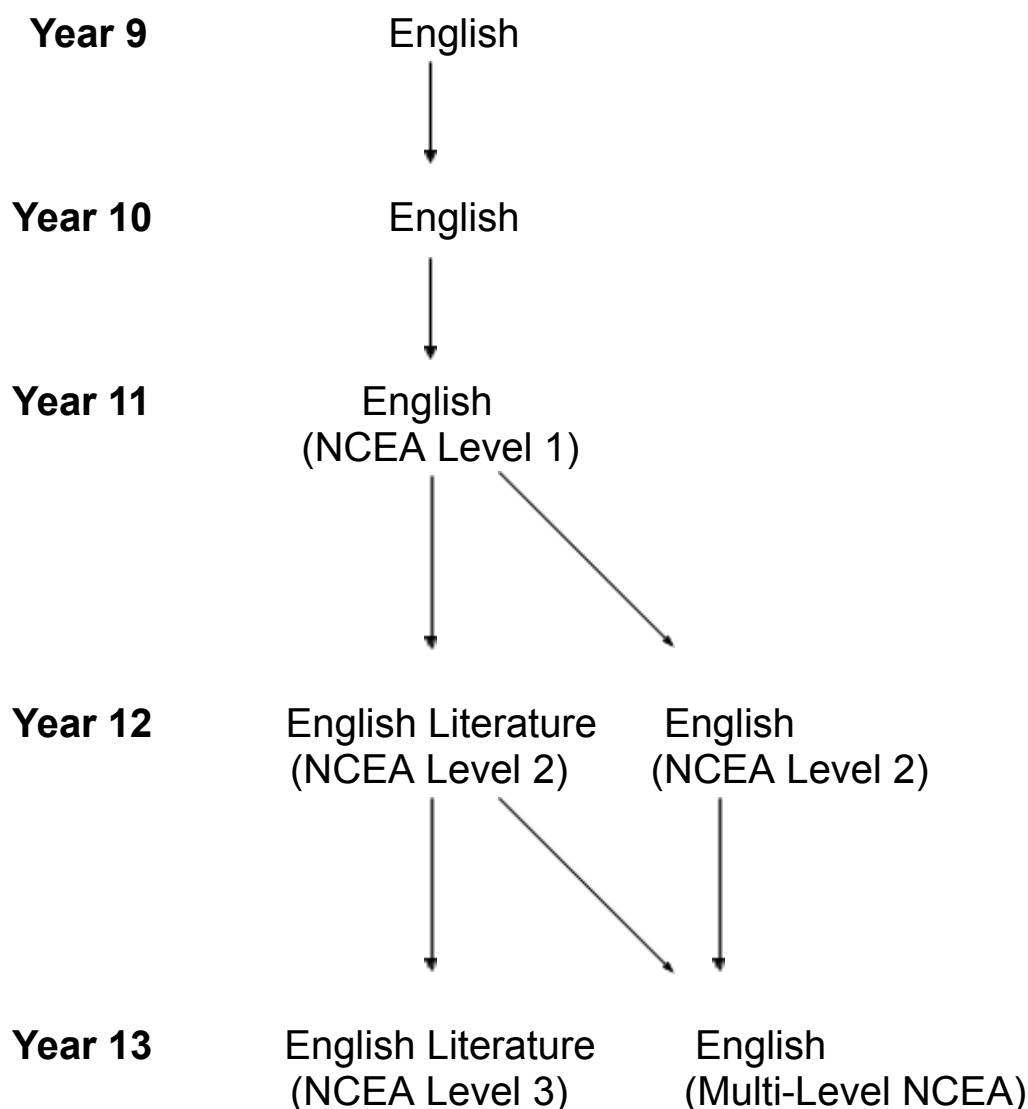 Year 9 English
Year 10 English
Year 11 English
(NCEA Level 1)
Year 12 English Literature English
(NCEA Level 2) (NCEA Level 2)
Year 13 English Literature English
(NCEA Level 3) (Multi-Level NCEA)